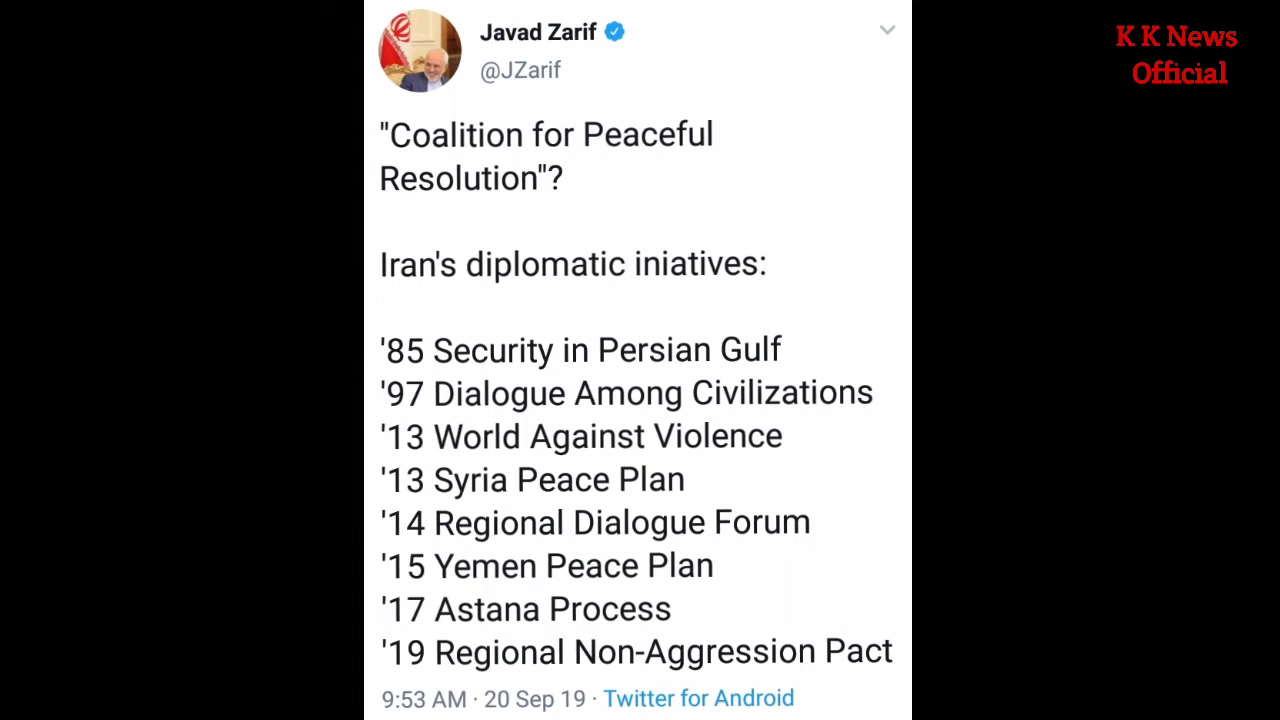 Javad Zarif
@JZarif
K K News
Official
"Coalition for Peaceful
Resolution"?
Iran's diplomatic iniatives:
'85 Security in Persian Gulf
'97 Dialogue Among Civilizations
'13 World Against Violence
'13 Syria Peace Plan
'14 Regional Dialogue Forum
'15 Yemen Peace Plan
'17 Astana Process
'19 Regional Non-Aggression Pact
9:53 AM · 20 Sep 19 · Twitter for Android